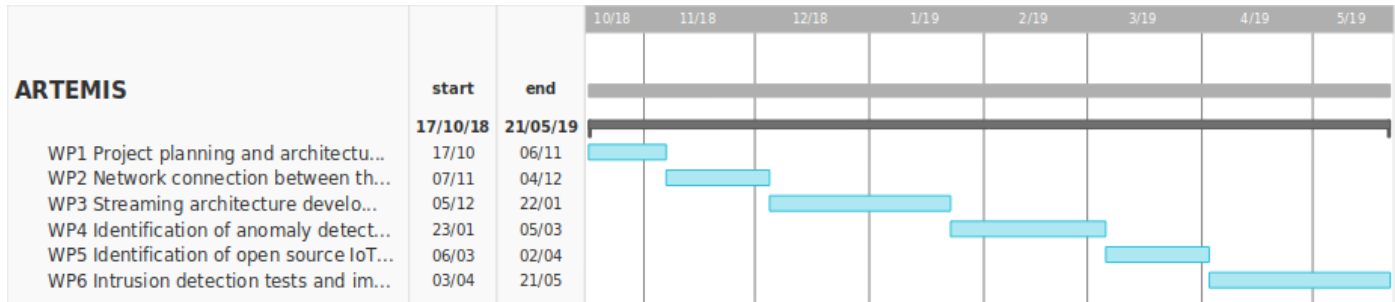 10/18 11/18 12/18 1/19 2/19 3/19 4/19 5/19
ARTEMIS start end
17/10/18 21/05/19
WP1 Project planning and architectu... 17/10 06/11
WP2 Network connection between th... 07/11 04/12
WP3 Streaming architecture develo... 05/12 22/01
WP4 Identification of anomaly detect... 23/01 05/03
WP5 Identification of open source IoT... 06/03 02/04
WP6 Intrusion detection tests and im... 03/04 21/05